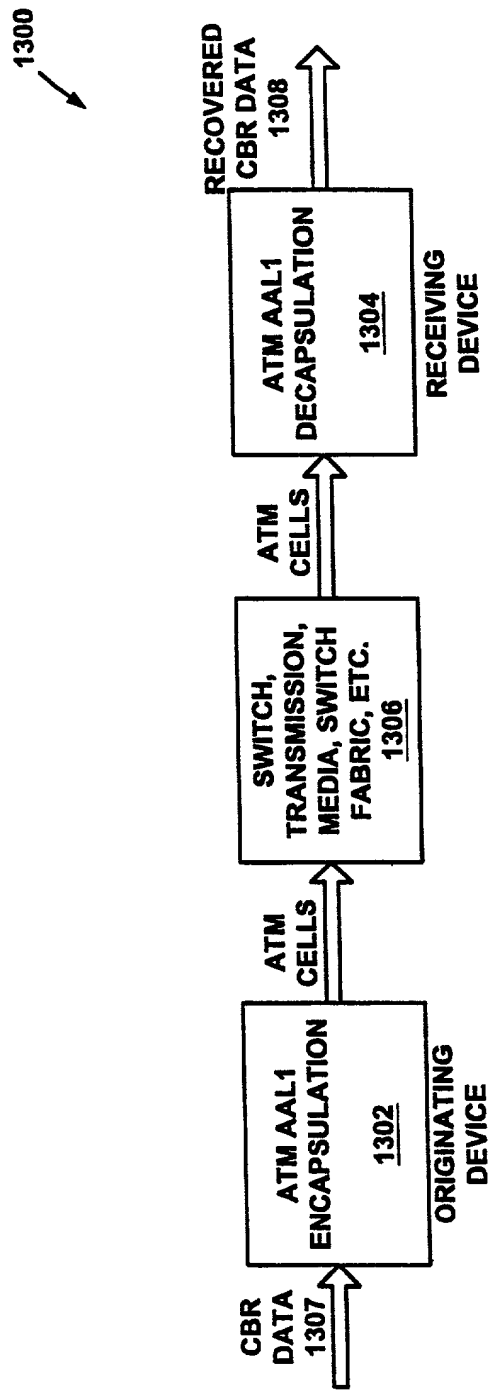 1300
CBR
DATA
1307
ATM AAL1
ENCAPSULATION
1302
ORIGINATING
DEVICE
ATM
CELLS
SWITCH,
TRANSMISSION,
MEDIA, SWITCH
FABRIC, ETC.
1306
ATM
CELLS
ATM AAL1
DECAPSULATION
1304
RECEIVING
DEVICE
RECOVERED
CBR DATA
1308